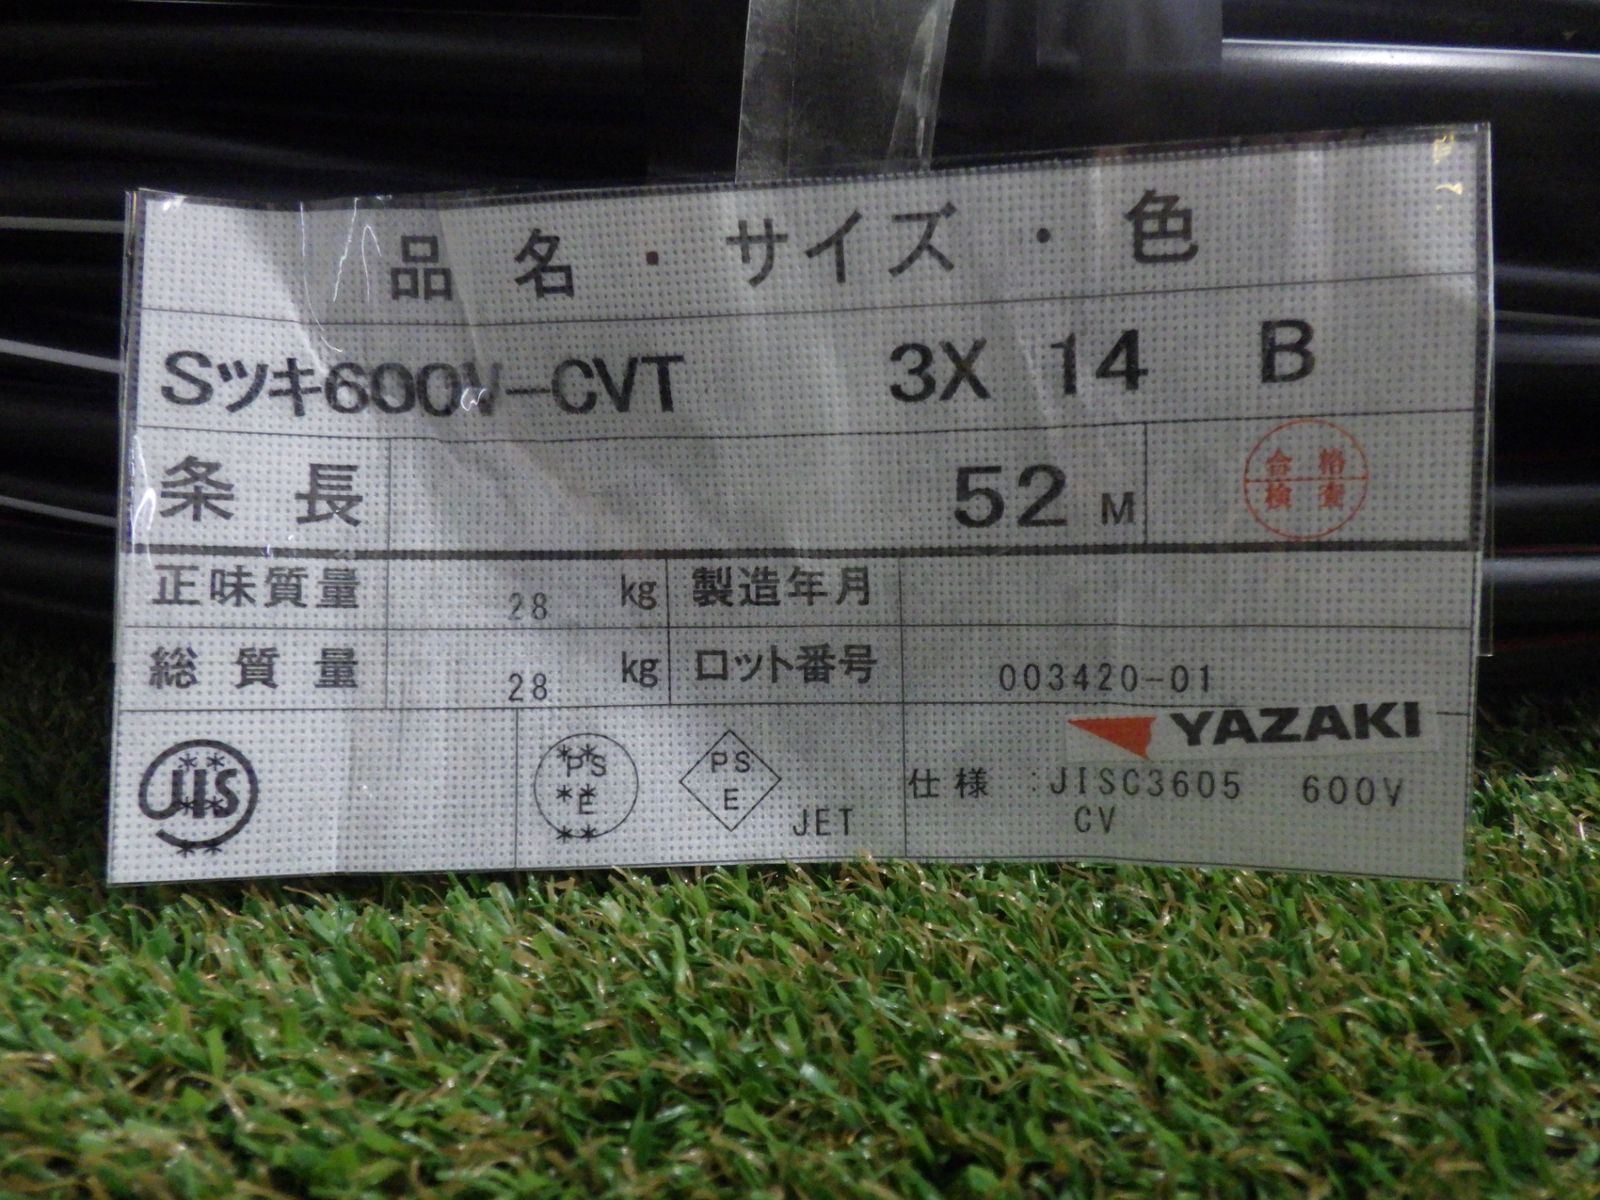 品名・サイズ・色
Sツキ600V-CVT 3X 14 B
条長 52 M 合格
検査
正味質量 28 kg 製造年月
総質量 28 kg ロット番号 003420-01
YAZAKI
JIS PS E PS E JET 仕様 :JISC3605 600V
CV